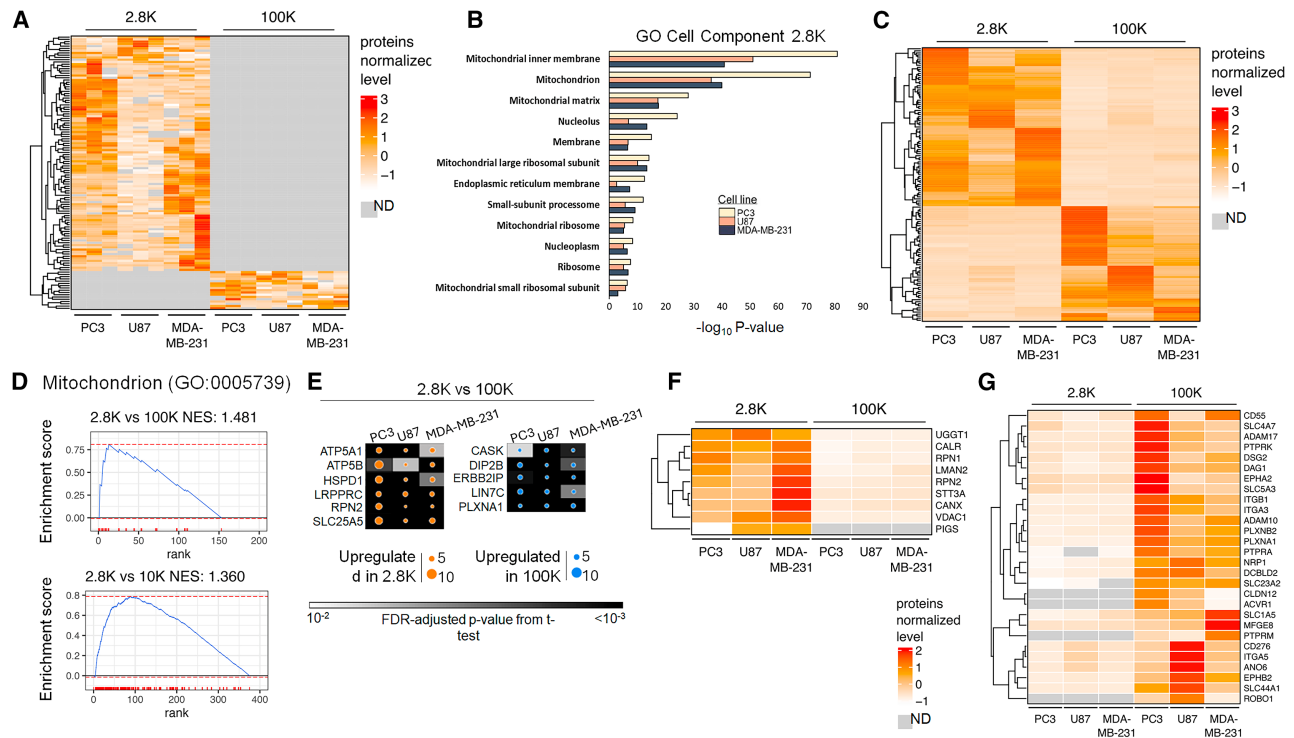 A
2.8K
100K
proteins
normalized
level
3
2
1
0
−1
ND
PC3
U87
MDA-
MB-231
PC3
U87
MDA-
MB-231
B
GO Cell Component 2.8K
Mitochondrial inner membrane
Mitochondrion
Mitochondrial matrix
Nucleolus
Membrane
Mitochondrial large ribosomal subunit
Endoplasmic reticulum membrane
Small-subunit processome
Mitochondrial ribosome
Nucleoplasm
Ribosome
Mitochondrial small ribosomal subunit
Cell line
PC3
U87
MDA-MB-231
0 10 20 30 40 50 60 70 80 90
-log10 P-value
C
2.8K
100K
proteins
normalized
level
3
2
1
0
−1
ND
PC3
U87
MDA-
MB-231
PC3
U87
MDA-
MB-231
D
Mitochondrion (GO:0005739)
2.8K vs 100K NES: 1.481
Enrichment score
0.75
0.50
0.25
0.00
0 50 100 150 200
rank
2.8K vs 10K NES: 1.360
Enrichment score
0.8
0.6
0.4
0.2
0.0
0 100 200 300 400
rank
E
2.8K vs 100K
PC3 U87 MDA-MB-231
ATP5A1
ATP5B
HSPD1
LRPPRC
RPN2
SLC25A5
PC3 U87 MDA-MB-231
CASK
DIP2B
ERBB2IP
LIN7C
PLXNA1
Upregulate
d in 2.8K
5
10
Upregulated
in 100K
5
10
10-2
FDR-adjusted p-value from t-
test
<10-3
F
2.8K
100K
UGGT1
CALR
RPN1
LMAN2
RPN2
STT3A
CANX
VDAC1
PIGS
PC3
U87
MDA-
MB-231
PC3
U87
MDA-
MB-231
proteins
normalized
level
2
1
0
−1
ND
G
2.8K
100K
CD55
SLC4A7
ADAM17
PTPRK
DSG2
DAG1
EPHA2
SLC5A3
ITGB1
ITGA3
ADAM10
PLXNB2
PLXNA1
PTPRA
NRP1
DCBLD2
SLC23A2
CLDN12
ACVR1
SLC1A5
MFGE8
PTPRM
CD276
ITGA5
ANO6
EPHB2
SLC44A1
ROBO1
PC3
U87
MDA-
MB-231
PC3
U87
MDA-
MB-231